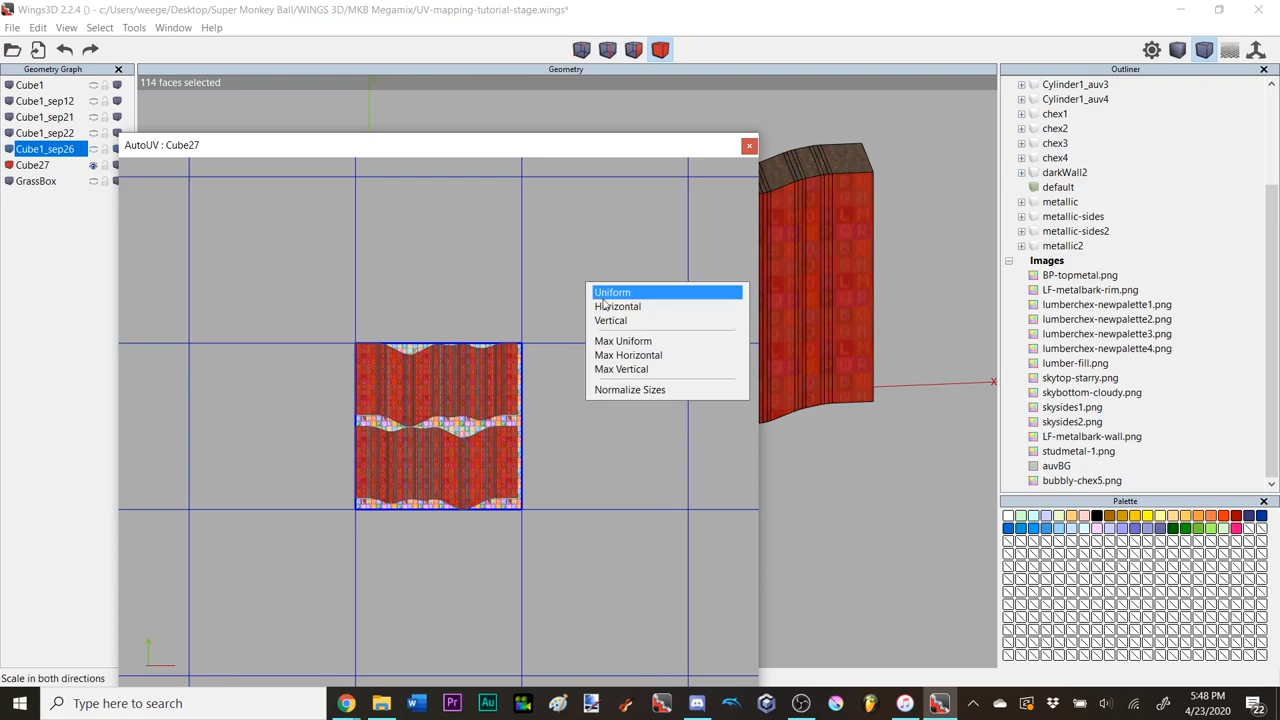 Wings3D 2.2.4 () - c:/Users/weege/Desktop/Super Monkey Ball/WINGS 3D/MKB Megamix/UV-mapping-tutorial-stage.wings*
File Edit View Select Tools Window Help
Geometry Graph
Geometry
Outliner
114 faces selected
Cube1
Cube1_sep12
Cube1_sep21
Cube1_sep22
Cube1_sep26
Cube27
GrassBox
AutoUV : Cube27
Uniform
Horizontal
Vertical
Max Uniform
Max Horizontal
Max Vertical
Normalize Sizes
X
Cylinder1_auv3
Cylinder1_auv4
chex1
chex2
chex3
chex4
darkWall2
default
metallic
metallic-sides
metallic-sides2
metallic2
Images
BP-topmetal.png
LF-metalbark-rim.png
lumberchex-newpalette1.png
lumberchex-newpalette2.png
lumberchex-newpalette3.png
lumberchex-newpalette4.png
lumber-fill.png
skytop-starry.png
skybottom-cloudy.png
skysides1.png
skysides2.png
LF-metalbark-wall.png
studmetal-1.png
auvBG
bubbly-chex5.png
Palette
Scale in both directions
Type here to search
5:48 PM
4/23/2020
22